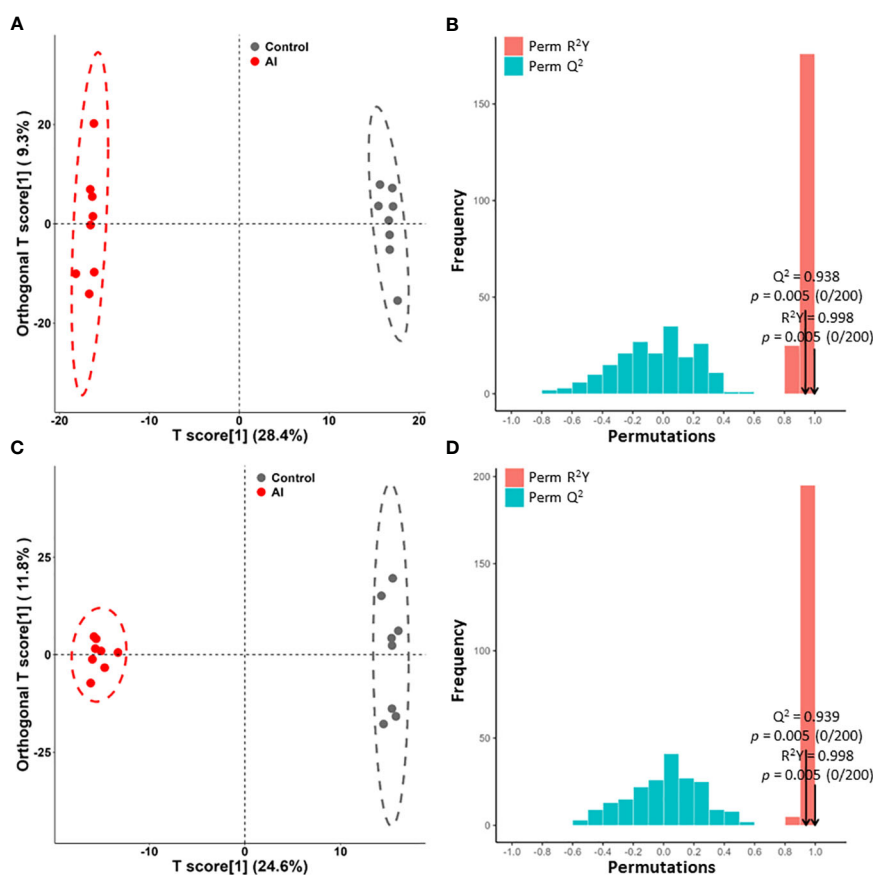 A
Control
AI
Orthogonal T score[1] ( 9.3% )
20
0
-20
-20
-10
0
10
20
T score[1] (28.4%)
B
Perm R²Y
Perm Q²
Frequency
150
100
50
0
Q² = 0.938
p = 0.005 (0/200)
R²Y= 0.998
p = 0.005 (0/200)
-1.0 -0.8 -0.6 -0.4 -0.2 0.0 0.2 0.4 0.6 0.8 1.0
Permutations
C
Control
AI
Orthogonal T score[1] ( 11.8% )
25
0
-25
-10
0
10
T score[1] (24.6%)
D
Perm R²Y
Perm Q²
Frequency
200
150
100
50
0
Q² = 0.939
p = 0.005 (0/200)
R²Y= 0.998
p = 0.005 (0/200)
-1.0 -0.8 -0.6 -0.4 -0.2 0.0 0.2 0.4 0.6 0.8 1.0
Permutations